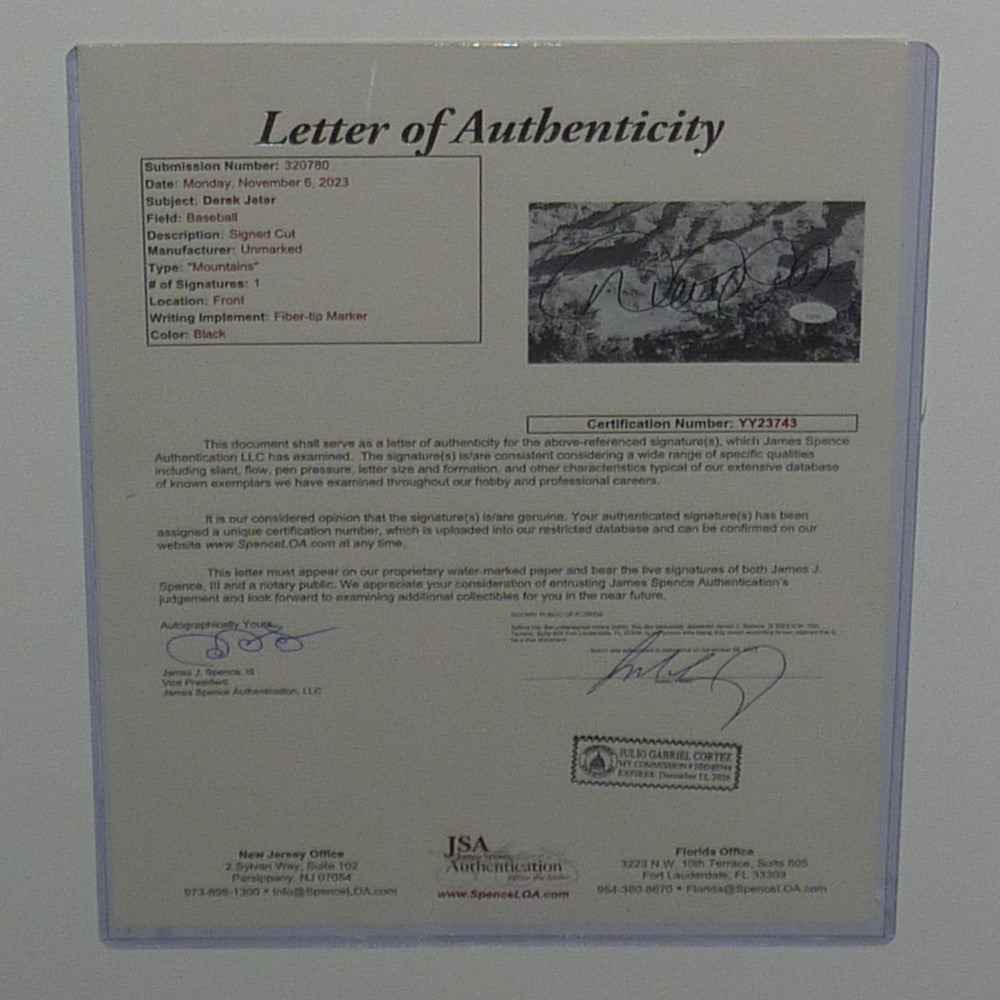 Letter of Authenticity
Submission Number: 320780
Date: Monday, November 6, 2023
Subject: Derek Jeter
Field: Baseball
Description: Signed Cut
Manufacturer: Unmarked
Type: "Mountains"
# of Signatures: 1
Location: Front
Writing Implement: Fiber-tip Marker
Color: Black
Certification Number: YY23743
This document shall serve as a letter of authenticity for the above-referenced signature(s), which James Spence
Authentication LLC has examined. The signature(s) is/are consistent considering a wide range of specific qualities
including slant, flow, pen pressure, letter size and formation, and other characteristics typical of our extensive database
of known exemplars we have examined throughout our hobby and professional careers.
It is our considered opinion that the signature(s) is/are genuine. Your authenticated signature(s) has been
assigned a unique certification number, which is uploaded into our restricted database and can be confirmed on our
website www.SpenceLOA.com at any time.
This letter must appear on our proprietary water-marked paper and bear the live signatures of both James J.
Spence, III and a notary public. We appreciate your consideration of entrusting James Spence Authentication's
judgement and look forward to examining additional collectibles for you in the near future.
Autographically Yours,
James J. Spence, III
Vice President
James Spence Authentication, LLC
NOTARY PUBLIC OF FLORIDA
JULIO GABRIEL CORTEZ
MY COMMISSION #
EXPIRES: December 12,
New Jersey Office
2 Sylvan Way, Suite 102
Parsippany, NJ 07054
973-898-1300 * Info@SpenceLOA.com
JSA
James Spence
Authentication
www.SpenceLOA.com
Florida Office
3223 N.W. 10th Terrace, Suite 605
Fort Lauderdale, FL 33309
954-380-8670 * Florida@SpenceLOA.com